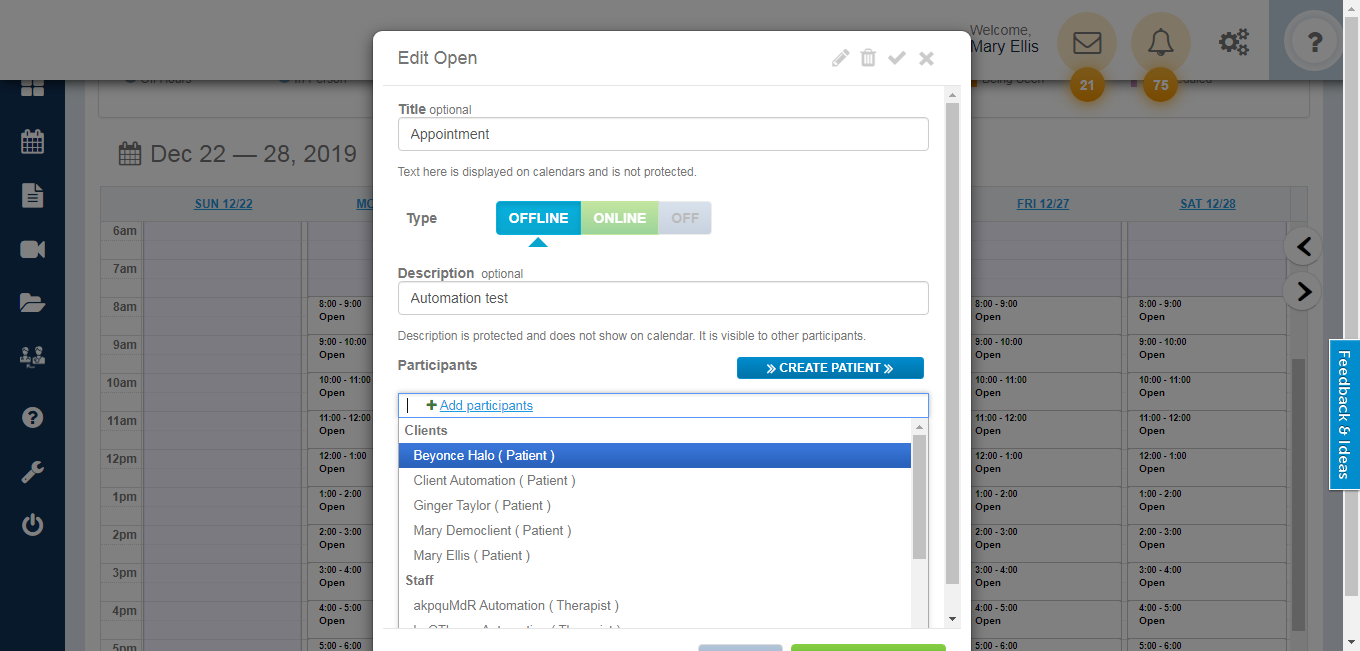 Welcome,
Mary Ellis
?
21
75
Off Hours
In Person
Being Seen
Dec 22 — 28, 2019
SUN 12/22
MO
FRI 12/27
SAT 12/28
6am
7am
8am
9am
10am
11am
12pm
1pm
2pm
3pm
4pm
5pm
8:00 - 9:00
Open
9:00 - 10:00
Open
10:00 - 11:00
Open
11:00 - 12:00
Open
12:00 - 1:00
Open
1:00 - 2:00
Open
2:00 - 3:00
Open
3:00 - 4:00
Open
4:00 - 5:00
Open
5:00 - 6:00
Edit Open
Title optional
Appointment
Text here is displayed on calendars and is not protected.
Type
OFFLINE ONLINE OFF
Description optional
Automation test
Description is protected and does not show on calendar. It is visible to other participants.
Participants
» CREATE PATIENT »
+ Add participants
Clients
Beyonce Halo ( Patient )
Client Automation ( Patient )
Ginger Taylor ( Patient )
Mary Democlient ( Patient )
Mary Ellis ( Patient )
Staff
akpquMdR Automation ( Therapist )
8:00 - 9:00
Open
9:00 - 10:00
Open
10:00 - 11:00
Open
11:00 - 12:00
Open
12:00 - 1:00
Open
1:00 - 2:00
Open
2:00 - 3:00
Open
3:00 - 4:00
Open
4:00 - 5:00
Open
5:00 - 6:00
8:00 - 9:00
Open
9:00 - 10:00
Open
10:00 - 11:00
Open
11:00 - 12:00
Open
12:00 - 1:00
Open
1:00 - 2:00
Open
2:00 - 3:00
Open
3:00 - 4:00
Open
4:00 - 5:00
Open
5:00 - 6:00
Feedback & Ideas